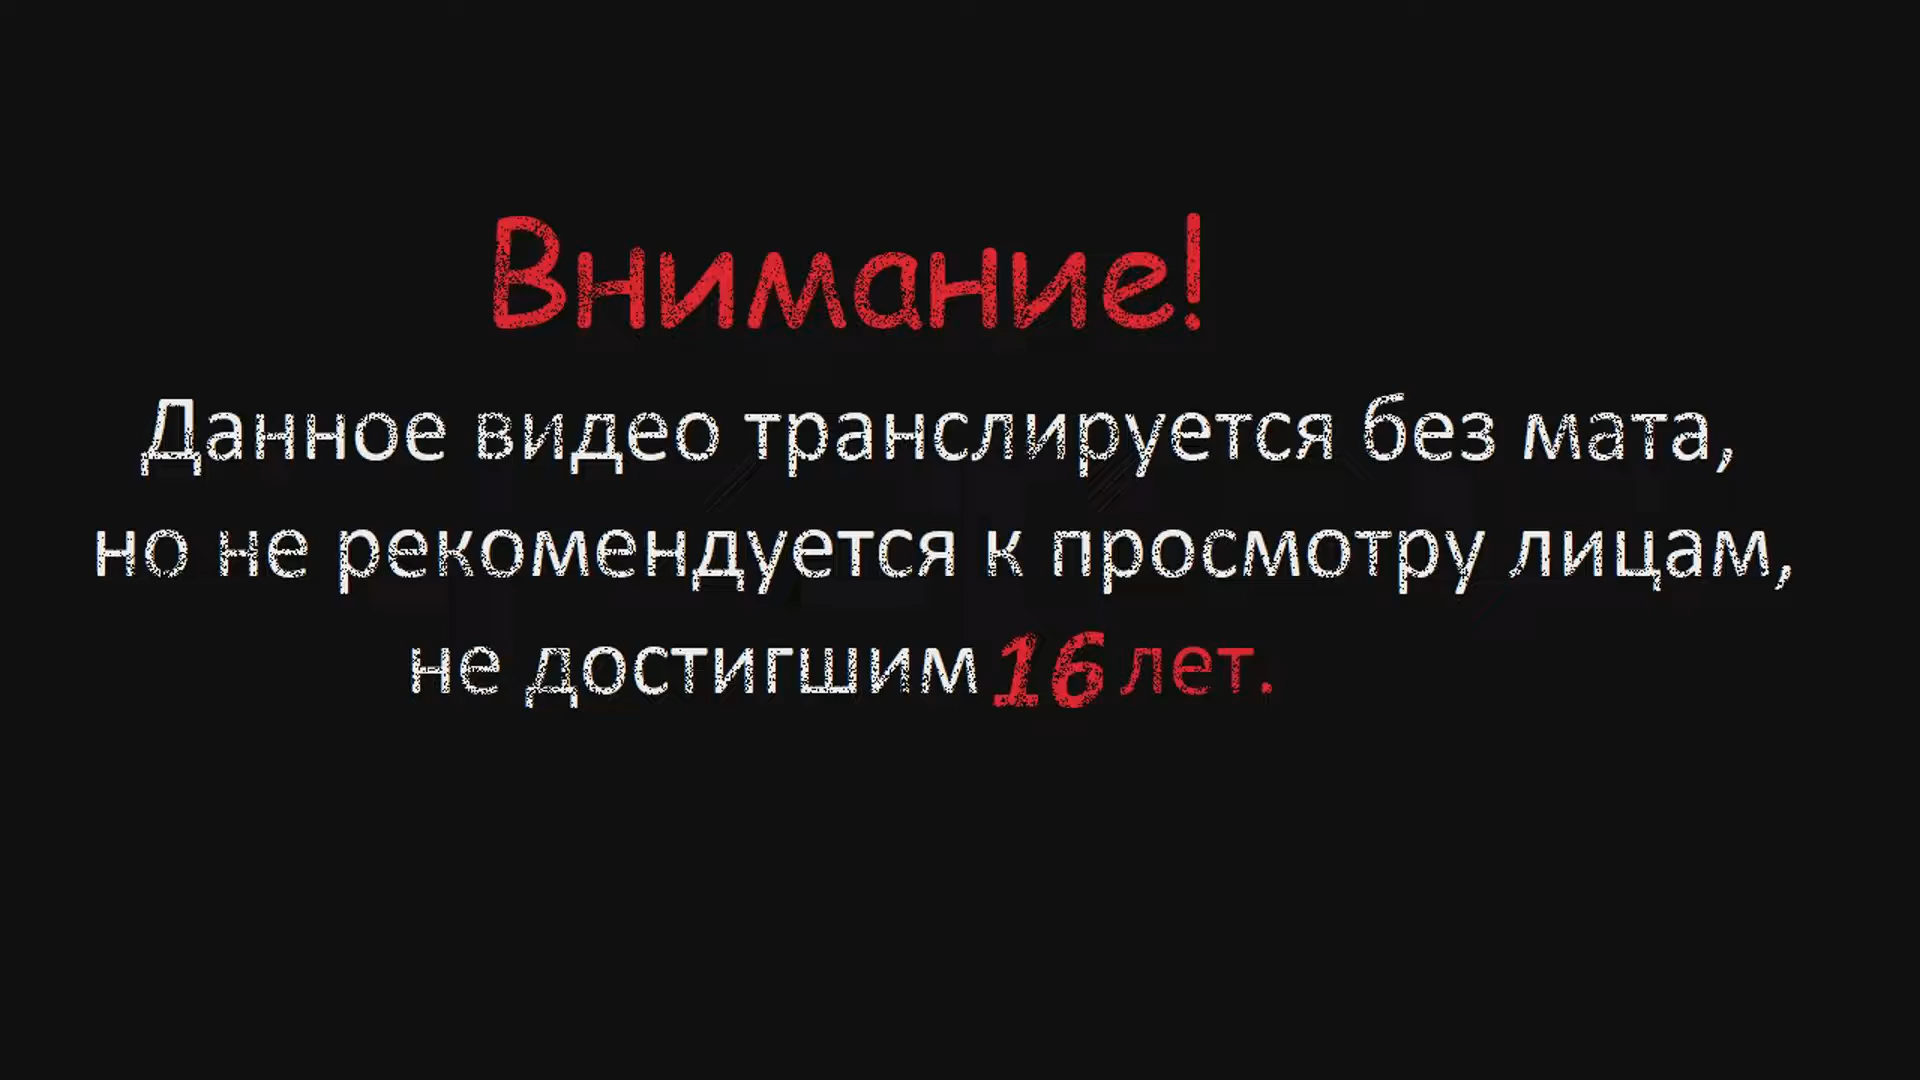 Внимание!
Данное видео транслируется без мата,
но не рекомендуется к просмотру лицам,
не достигшим 16 лет.